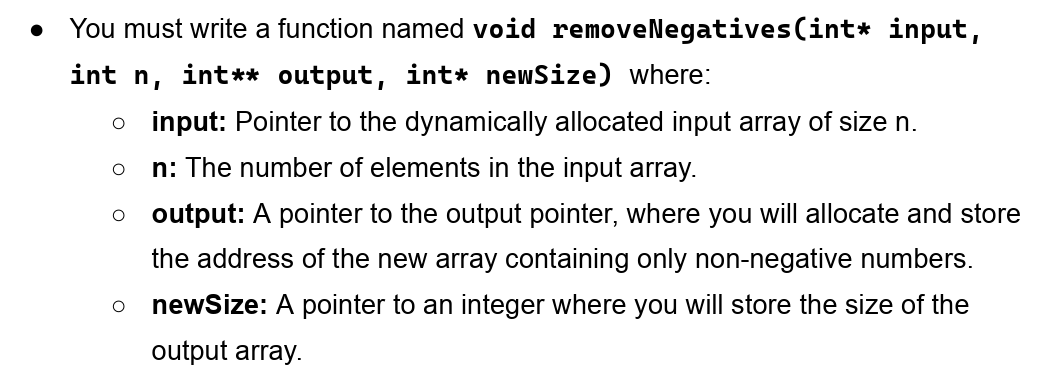 ● You must write a function named void removeNegatives(int* input,
int n, int** output, int* newSize) where:
○ input: Pointer to the dynamically allocated input array of size n.
○ n: The number of elements in the input array.
○ output: A pointer to the output pointer, where you will allocate and store
the address of the new array containing only non-negative numbers.
○ newSize: A pointer to an integer where you will store the size of the
output array.